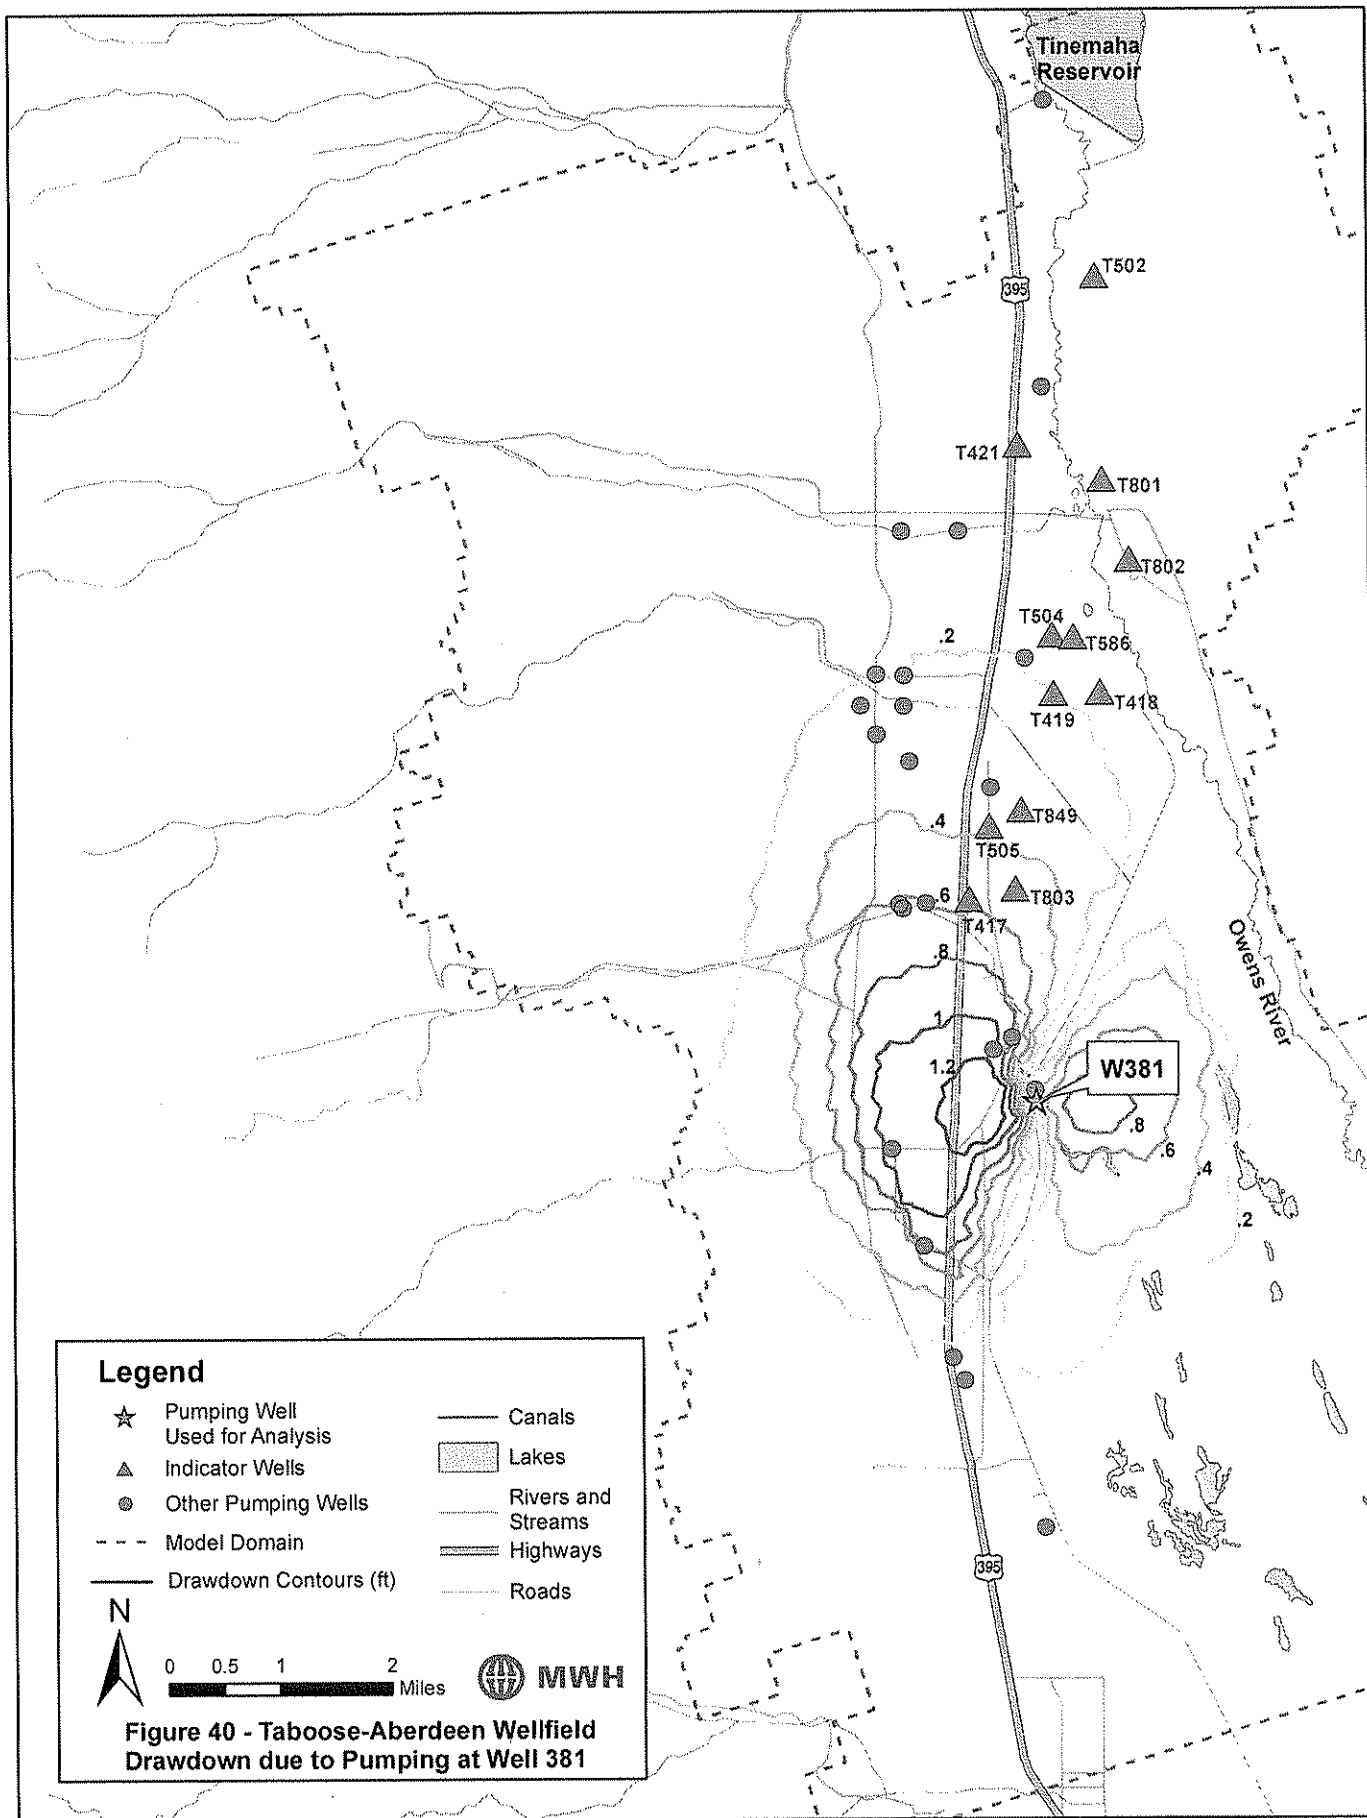 Tinemaha
Reservoir
T502
395
T421
T801
T802
T504
.2
T586
T419
T418
.4
T849
T505
.6
T803
T417
Owens River
.8
1
1.2
W381
.8
.6
.4
.2
Legend
Pumping Well
Used for Analysis
Indicator Wells
Other Pumping Wells
Model Domain
Drawdown Contours (ft)
Canals
Lakes
Rivers and
Streams
Highways
Roads
395
N
0 0.5 1 2
Miles
MWH
Figure 40 - Taboose-Aberdeen Wellfield
Drawdown due to Pumping at Well 381